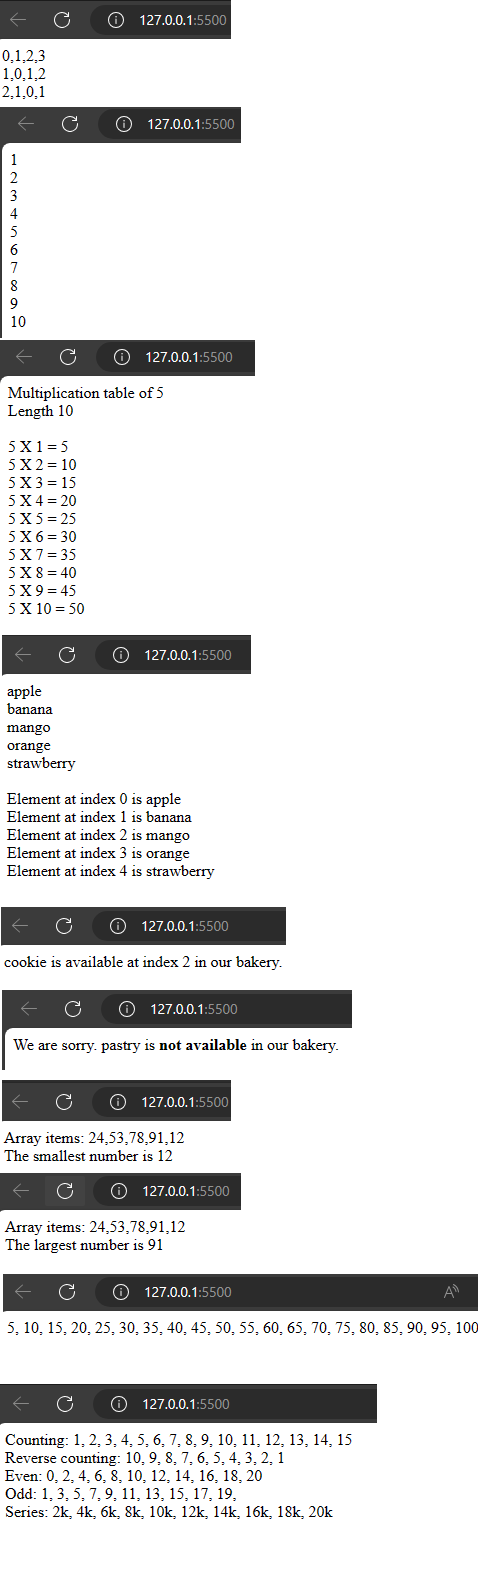 127.0.0.1:5500
0,1,2,3
1,0,1,2
2,1,0,1
127.0.0.1:5500
1
2
3
4
5
6
7
8
9
10
127.0.0.1:5500
Multiplication table of 5
Length 10
5 X 1 = 5
5 X 2 = 10
5 X 3 = 15
5 X 4 = 20
5 X 5 = 25
5 X 6 = 30
5 X 7 = 35
5 X 8 = 40
5 X 9 = 45
5 X 10 = 50
127.0.0.1:5500
apple
banana
mango
orange
strawberry
Element at index 0 is apple
Element at index 1 is banana
Element at index 2 is mango
Element at index 3 is orange
Element at index 4 is strawberry
127.0.0.1:5500
cookie is available at index 2 in our bakery.
127.0.0.1:5500
We are sorry. pastry is not available in our bakery.
127.0.0.1:5500
Array items: 24,53,78,91,12
The smallest number is 12
127.0.0.1:5500
Array items: 24,53,78,91,12
The largest number is 91
127.0.0.1:5500 A
5, 10, 15, 20, 25, 30, 35, 40, 45, 50, 55, 60, 65, 70, 75, 80, 85, 90, 95, 100
127.0.0.1:5500
Counting: 1, 2, 3, 4, 5, 6, 7, 8, 9, 10, 11, 12, 13, 14, 15
Reverse counting: 10, 9, 8, 7, 6, 5, 4, 3, 2, 1
Even: 0, 2, 4, 6, 8, 10, 12, 14, 16, 18, 20
Odd: 1, 3, 5, 7, 9, 11, 13, 15, 17, 19,
Series: 2k, 4k, 6k, 8k, 10k, 12k, 14k, 16k, 18k, 20k